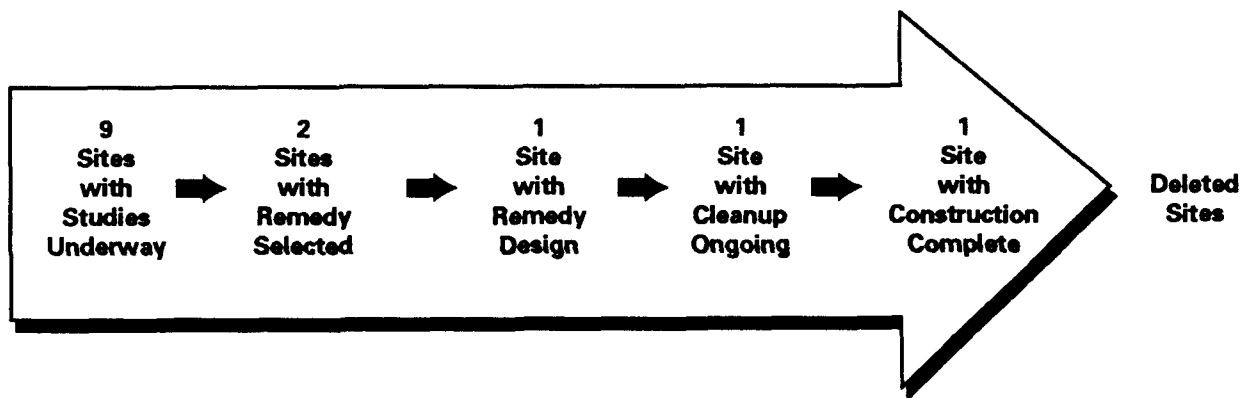 9
Sites
with
Studies
Underway
2
Sites
with
Remedy
Selected
1
Site
with
Remedy
Design
1
Site
with
Cleanup
Ongoing
1
Site
with
Construction
Complete
Deleted
Sites